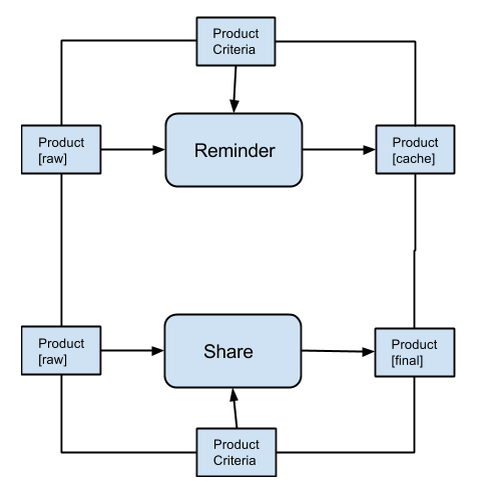 Product
Criteria
Product
[raw]
Reminder
Product
[cache]
Product
[raw]
Share
Product
[final]
Product
Criteria